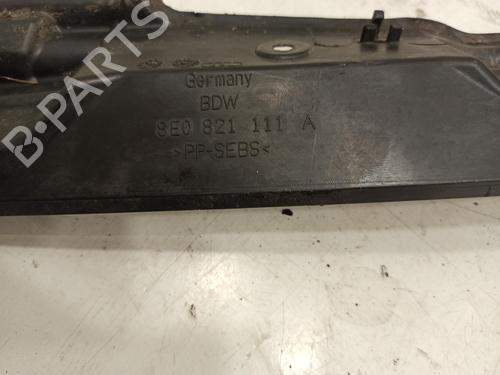 B-PARTS
Germany
BDW
8E0 821 111 A
>PP-SEBS<